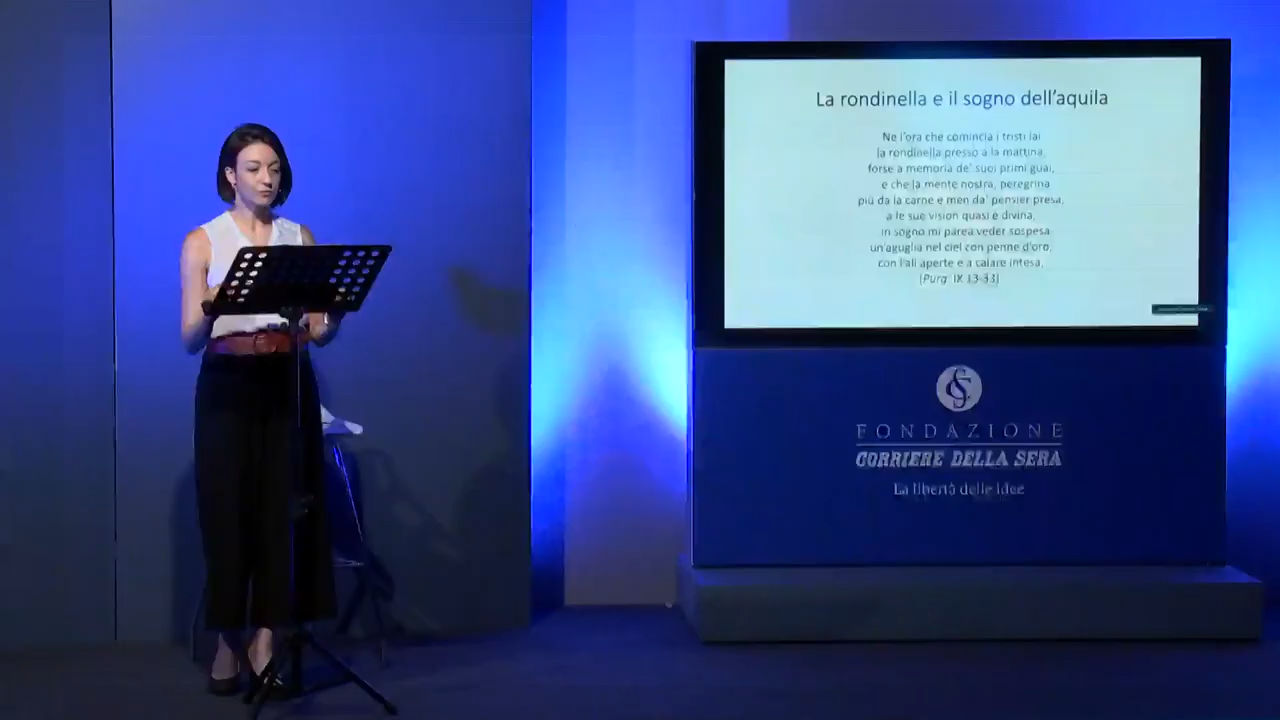 La rondinella e il sogno dell'aquila
Ne l'ora che comincia i tristi lai
la rondinella presso a la mattina,
forse a memoria de' suoi primi guai,
e che la mente nostra, peregrina
più da la carne e men da' pensier presa,
a le sue vision quasi è divina,
in sogno mi parea veder sospesa
un'aguglia nel ciel con penne d'oro,
con l'ali aperte e a calare intesa,
(Purg. IX 13-33)
CS
FONDAZIONE
CORRIERE DELLA SERA
La libertà delle idee